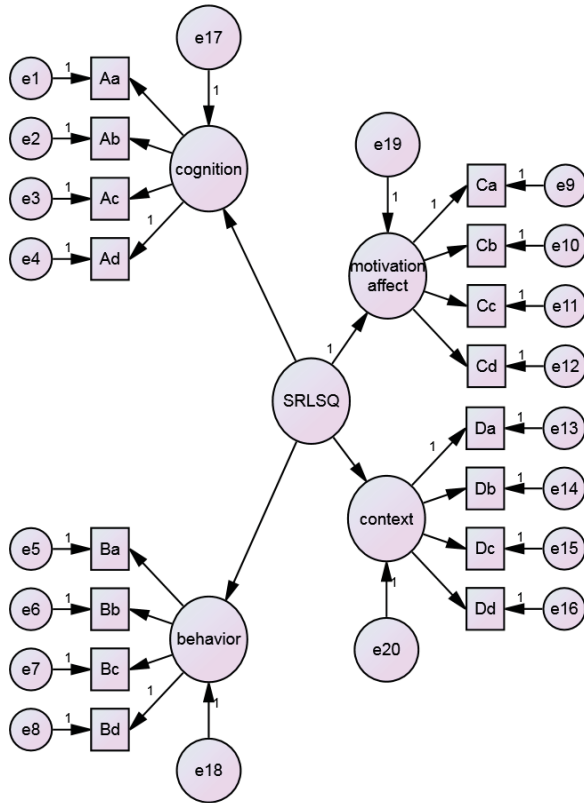 e17
1
e1
1
Aa
e2
1
Ab
cognition
e3
1
Ac
1
e4
1
Ad
e19
1
1
Ca
1
e9
Cb
1
e10
motivation
affect
Cc
1
e11
Cd
1
e12
1
SRLSQ
1
Da
1
e13
Db
1
e14
context
Dc
1
e15
Dd
1
e16
1
e20
e5
1
Ba
e6
1
Bb
behavior
e7
1
Bc
1
e8
1
Bd
1
e18